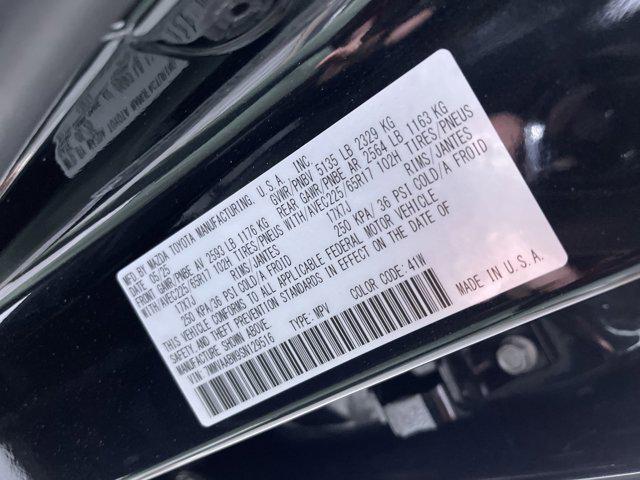 MFD BY MAZDA TOYOTA MANUFACTURING, U.S.A., INC.
DATE: 05/25 GVWR/PNBV 5135 LB 2329 KG
FRONT GAWR/PNBE AV 2593 LB 1176 KG REAR GAWR/PNBE AR 2564 LB 1163 KG
WITH/AVEC225/65R17 102H TIRES/PNEUS WITH/AVEC225/65R17 102H TIRES/PNEUS
17X7J RIMS/JANTES 17X7J RIMS/JANTES
250 KPA/36 PSI COLD/A FROID 250 KPA/ 36 PSI COLD/A FROID
THIS VEHICLE CONFORMS TO ALL APPLICABLE FEDERAL MOTOR VEHICLE
SAFETY AND THEFT PREVENTION STANDARDS IN EFFECT ON THE DATE OF
MANUFACTURE SHOWN ABOVE.
VIN: 7MMVAABW9SN129516 TYPE: MPV COLOR CODE: 41W
MADE IN U.S.A.